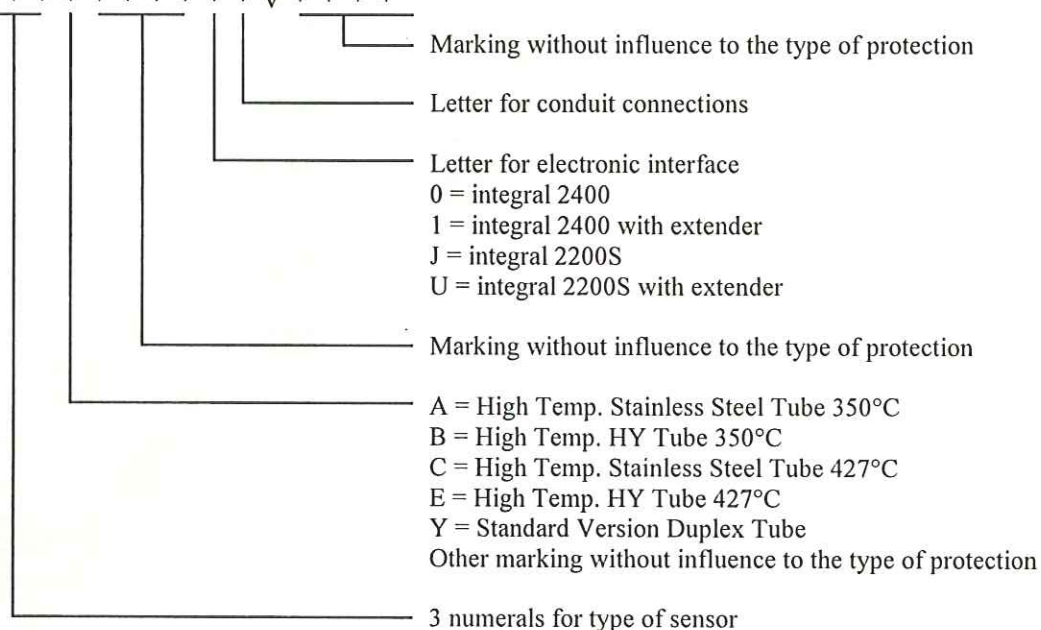 Marking without influence to the type of protection
Letter for conduit connections
Letter for electronic interface
0 = integral 2400
1 = integral 2400 with extender
J = integral 2200S
U = integral 2200S with extender
Marking without influence to the type of protection
A = High Temp. Stainless Steel Tube 350°C
B = High Temp. HY Tube 350°C
C = High Temp. Stainless Steel Tube 427°C
E = High Temp. HY Tube 427°C
Y = Standard Version Duplex Tube
Other marking without influence to the type of protection
3 numerals for type of sensor